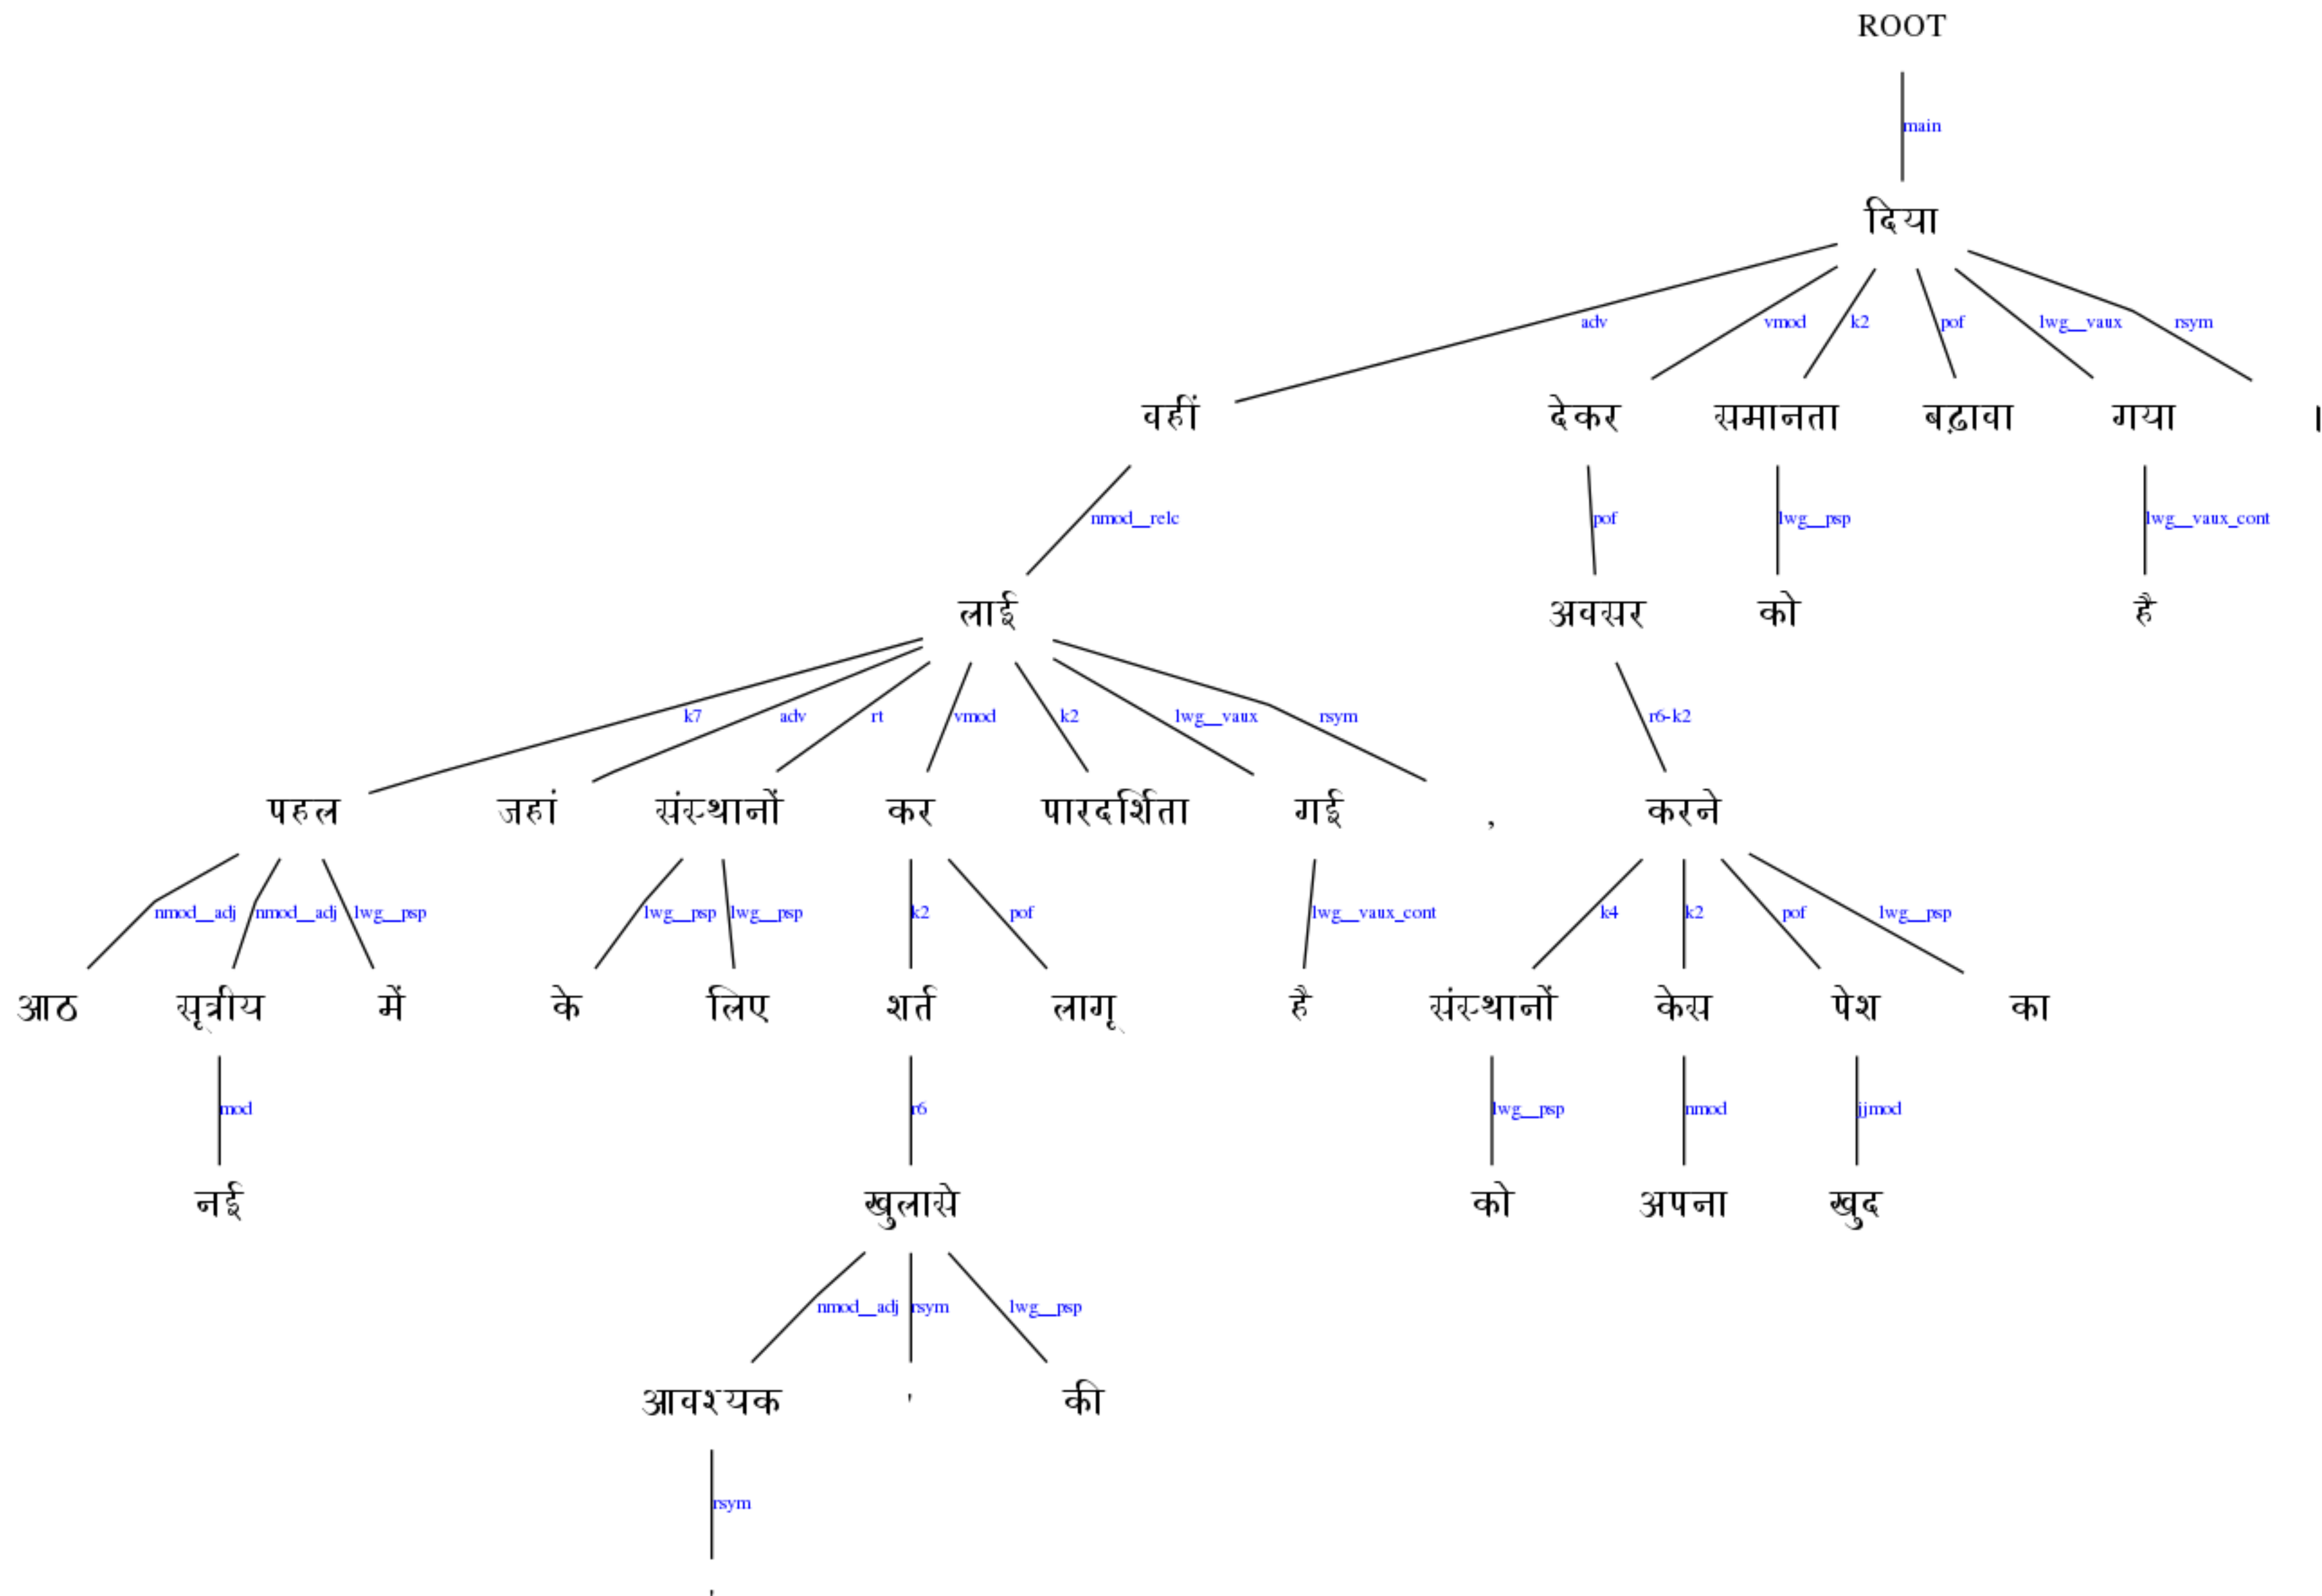 ROOT
main
दिया
adv vmod k2 pof lwg__vaux rsym
वहीं देकर समानता बढ़ावा गया ।
nmod__relc pof lwg__psp lwg__vaux_cont
लाई अवसर को है
k7 adv rt vmod k2 lwg__vaux rsym r6-k2
पहल जहां संस्थानों कर पारदर्शिता गई , करने
nmod__adj nmod__adj lwg__psp lwg__psp lwg__psp k2 pof lwg__vaux_cont k4 k2 pof lwg__psp
आठ सूत्रीय में के लिए शर्त लागू है संस्थानों केस पेश का
mod r6 lwg__psp nmod jjmod
नई खुलासे को अपना खुद
nmod__adj rsym lwg__psp
आवश्यक ' की
rsym
'